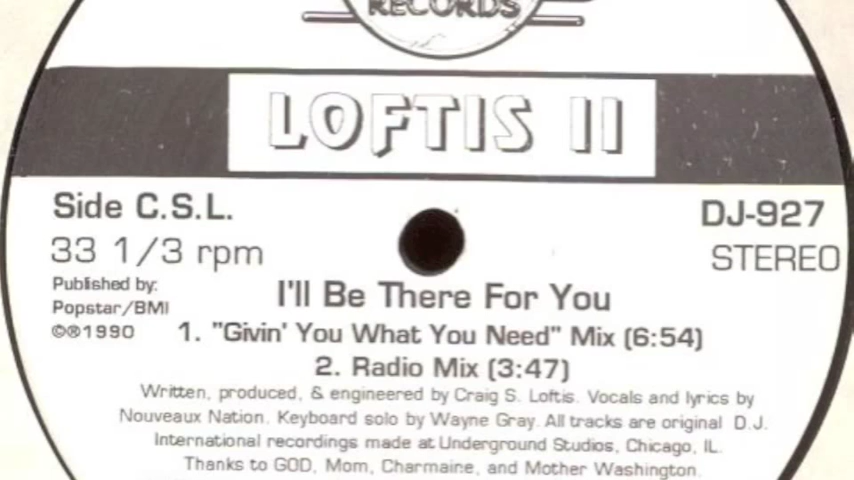 RECORDS
LOFTIS II
Side C.S.L.
DJ-927
33 1/3 rpm
STEREO
Published by:
Popstar/BMI
©®1990
I'll Be There For You
1. "Givin' You What You Need" Mix (6:54)
2. Radio Mix (3:47)
Written, produced, & engineered by Craig S. Loftis. Vocals and lyrics by
Nouveaux Nation. Keyboard solo by Wayne Gray. All tracks are original D.J.
International recordings made at Underground Studios, Chicago, IL.
Thanks to GOD, Mom, Charmaine, and Mother Washington.